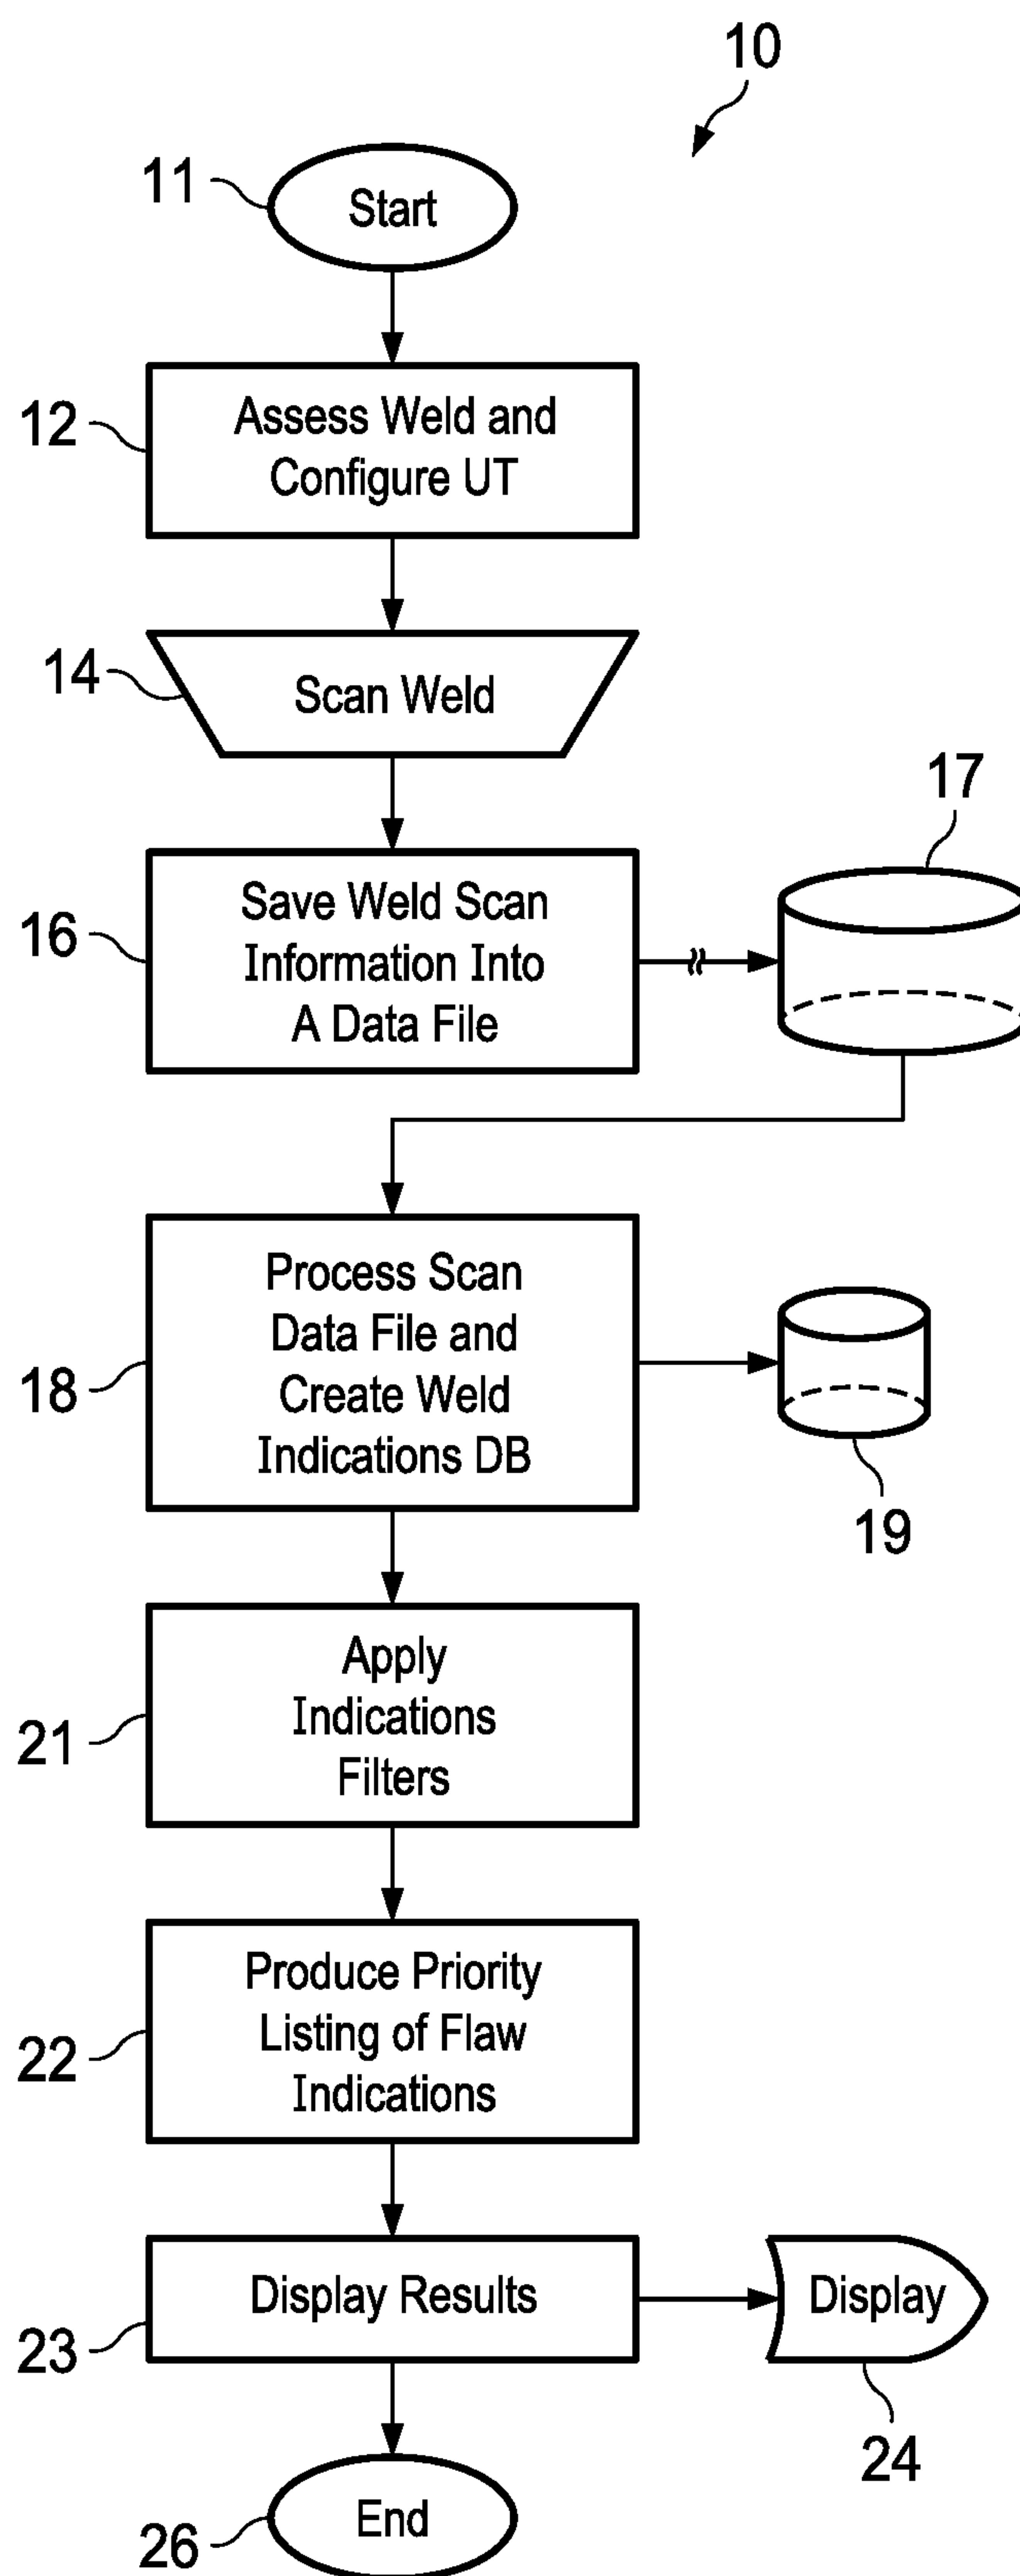 10
11
Start
12
Assess Weld and
Configure UT
14
Scan Weld
17
16
Save Weld Scan
Information Into
A Data File
18
Process Scan
Data File and
Create Weld
Indications DB
19
21
Apply
Indications
Filters
22
Produce Priority
Listing of Flaw
Indications
23
Display Results
Display
24
26
End